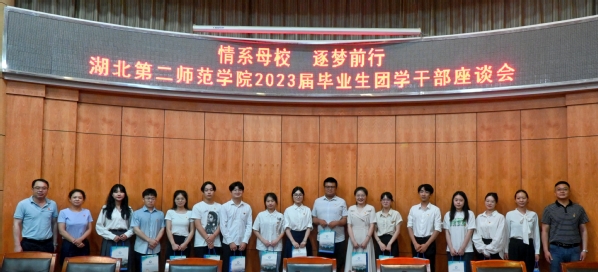 情系母校 逐梦前行
湖北第二师范学院2023届毕业生团学干部座谈会